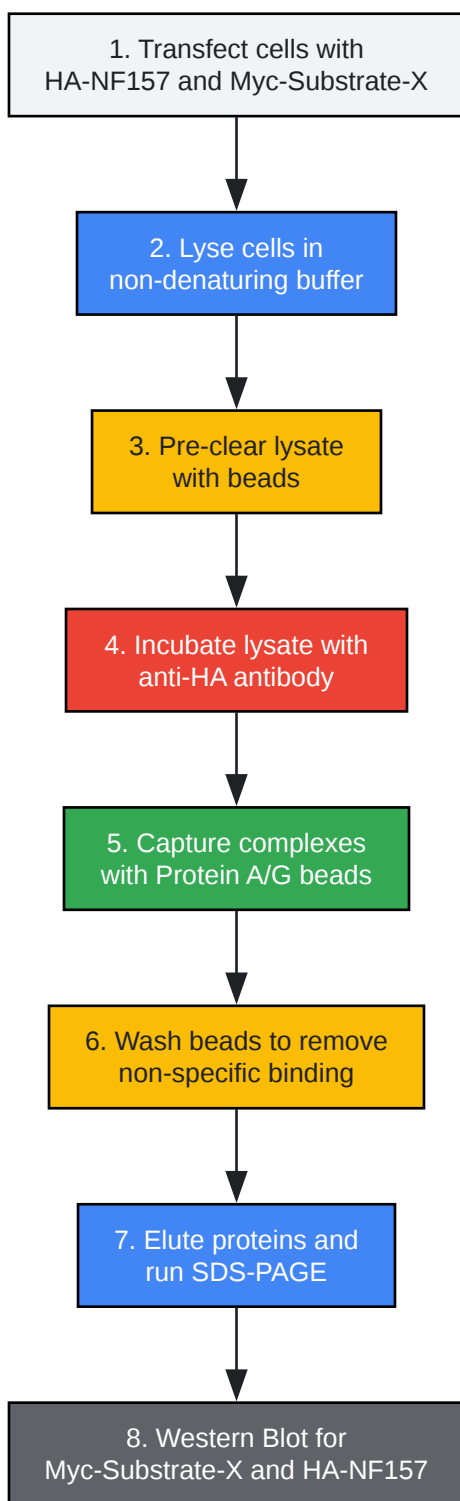 1. Transfect cells with
HA-NF157 and Myc-Substrate-X
2. Lyse cells in
non-denaturing buffer
3. Pre-clear lysate
with beads
4. Incubate lysate with
anti-HA antibody
5. Capture complexes
with Protein A/G beads
6. Wash beads to remove
non-specific binding
7. Elute proteins and
run SDS-PAGE
8. Western Blot for
Myc-Substrate-X and HA-NF157